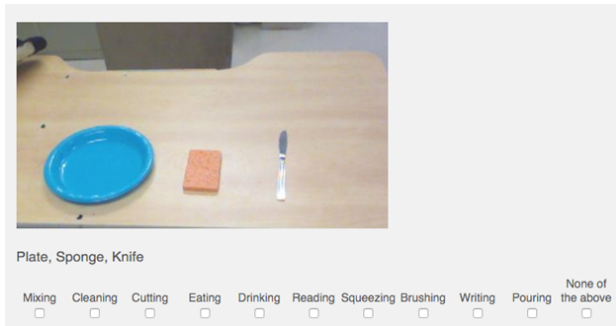 Plate, Sponge, Knife
None of
Mixing Cleaning Cutting Eating Drinking Reading Squeezing Brushing Writing Pouring the above